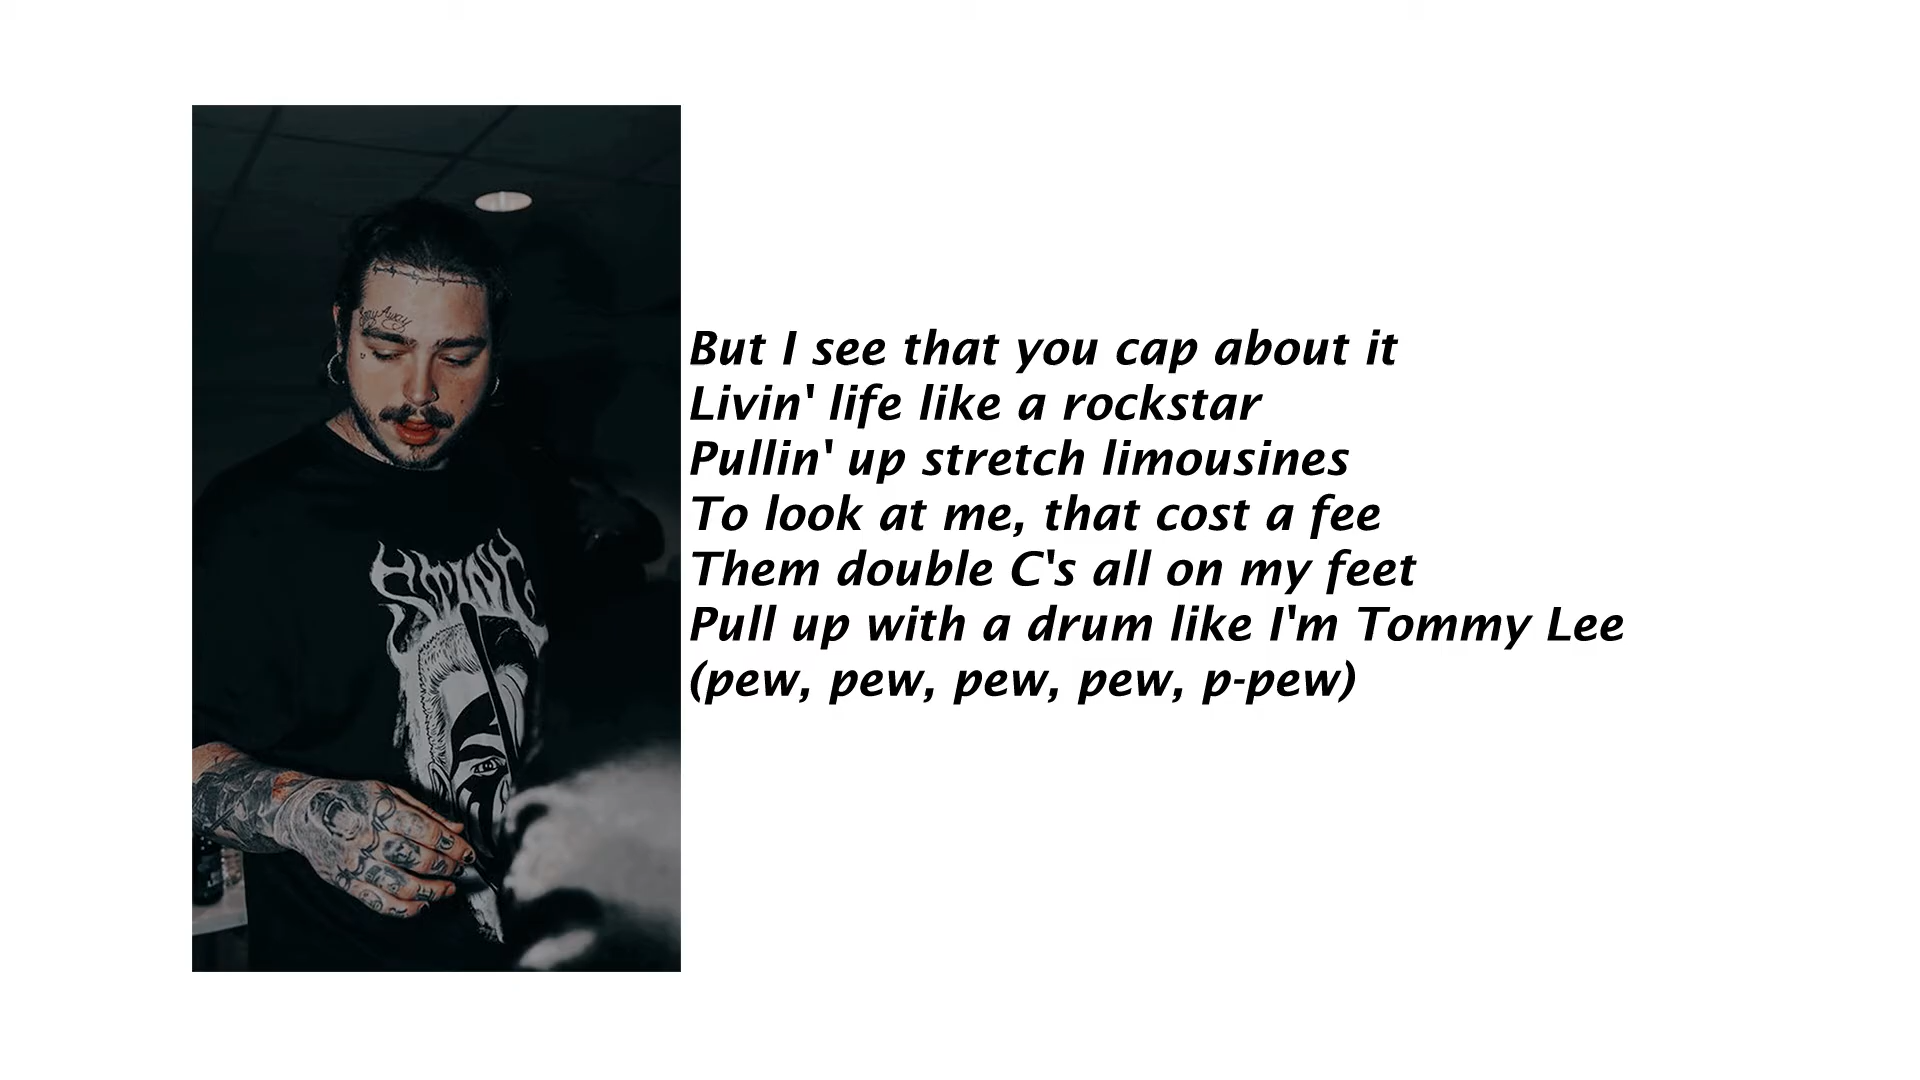 But I see that you cap about it
Livin' life like a rockstar
Pullin' up stretch limousines
To look at me, that cost a fee
Them double C's all on my feet
Pull up with a drum like I'm Tommy Lee
(pew, pew, pew, pew, p-pew)
Stay Away